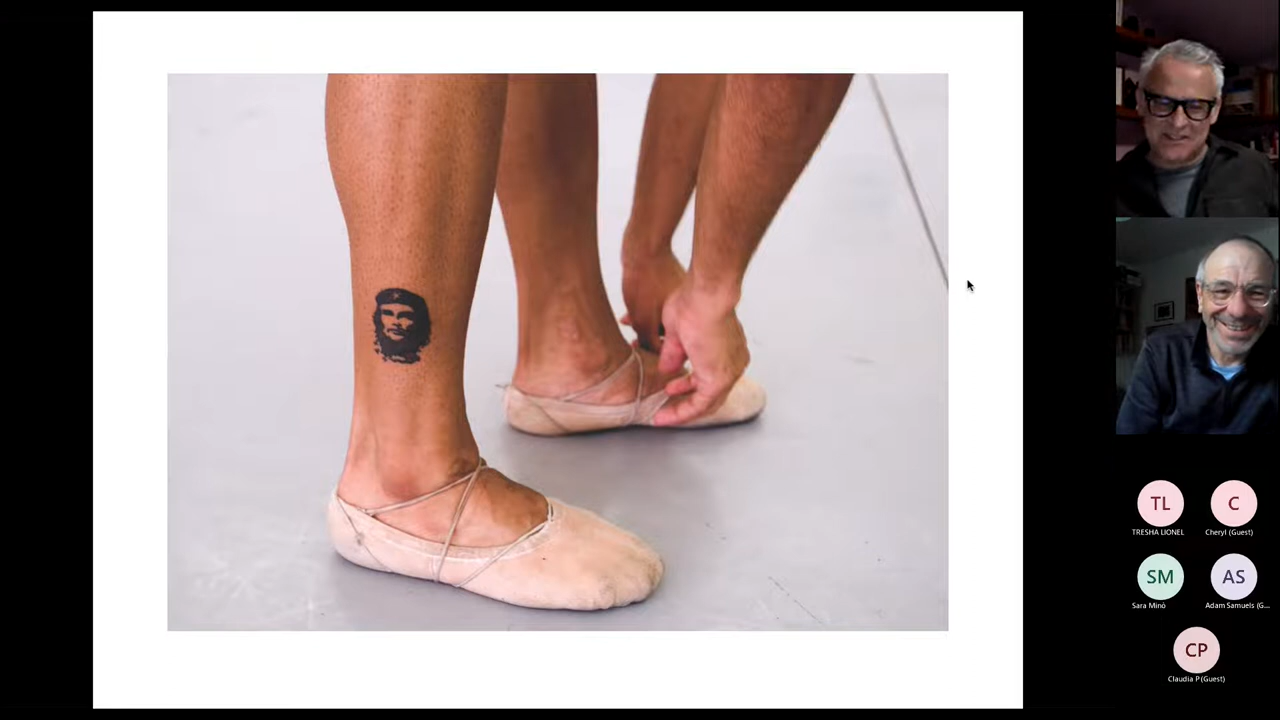 TL
C
TRESHA LIONEL
Cheryl (Guest)
SM
AS
Sara Minó
Adam Samuels (G...
CP
Claudia P (Guest)